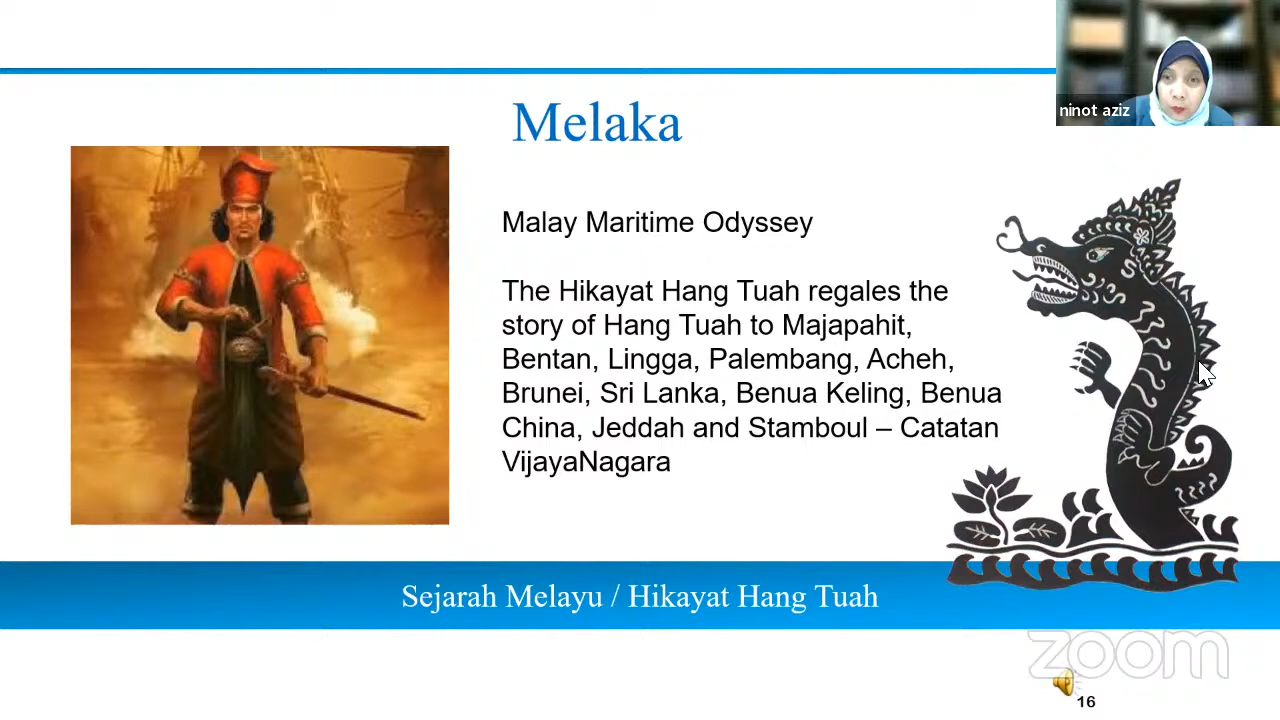 ninot aziz
Melaka
Malay Maritime Odyssey
The Hikayat Hang Tuah regales the
story of Hang Tuah to Majapahit,
Bentan, Lingga, Palembang, Acheh,
Brunei, Sri Lanka, Benua Keling, Benua
China, Jeddah and Stamboul – Catatan
VijayaNagara
Sejarah Melayu / Hikayat Hang Tuah
zoom
16